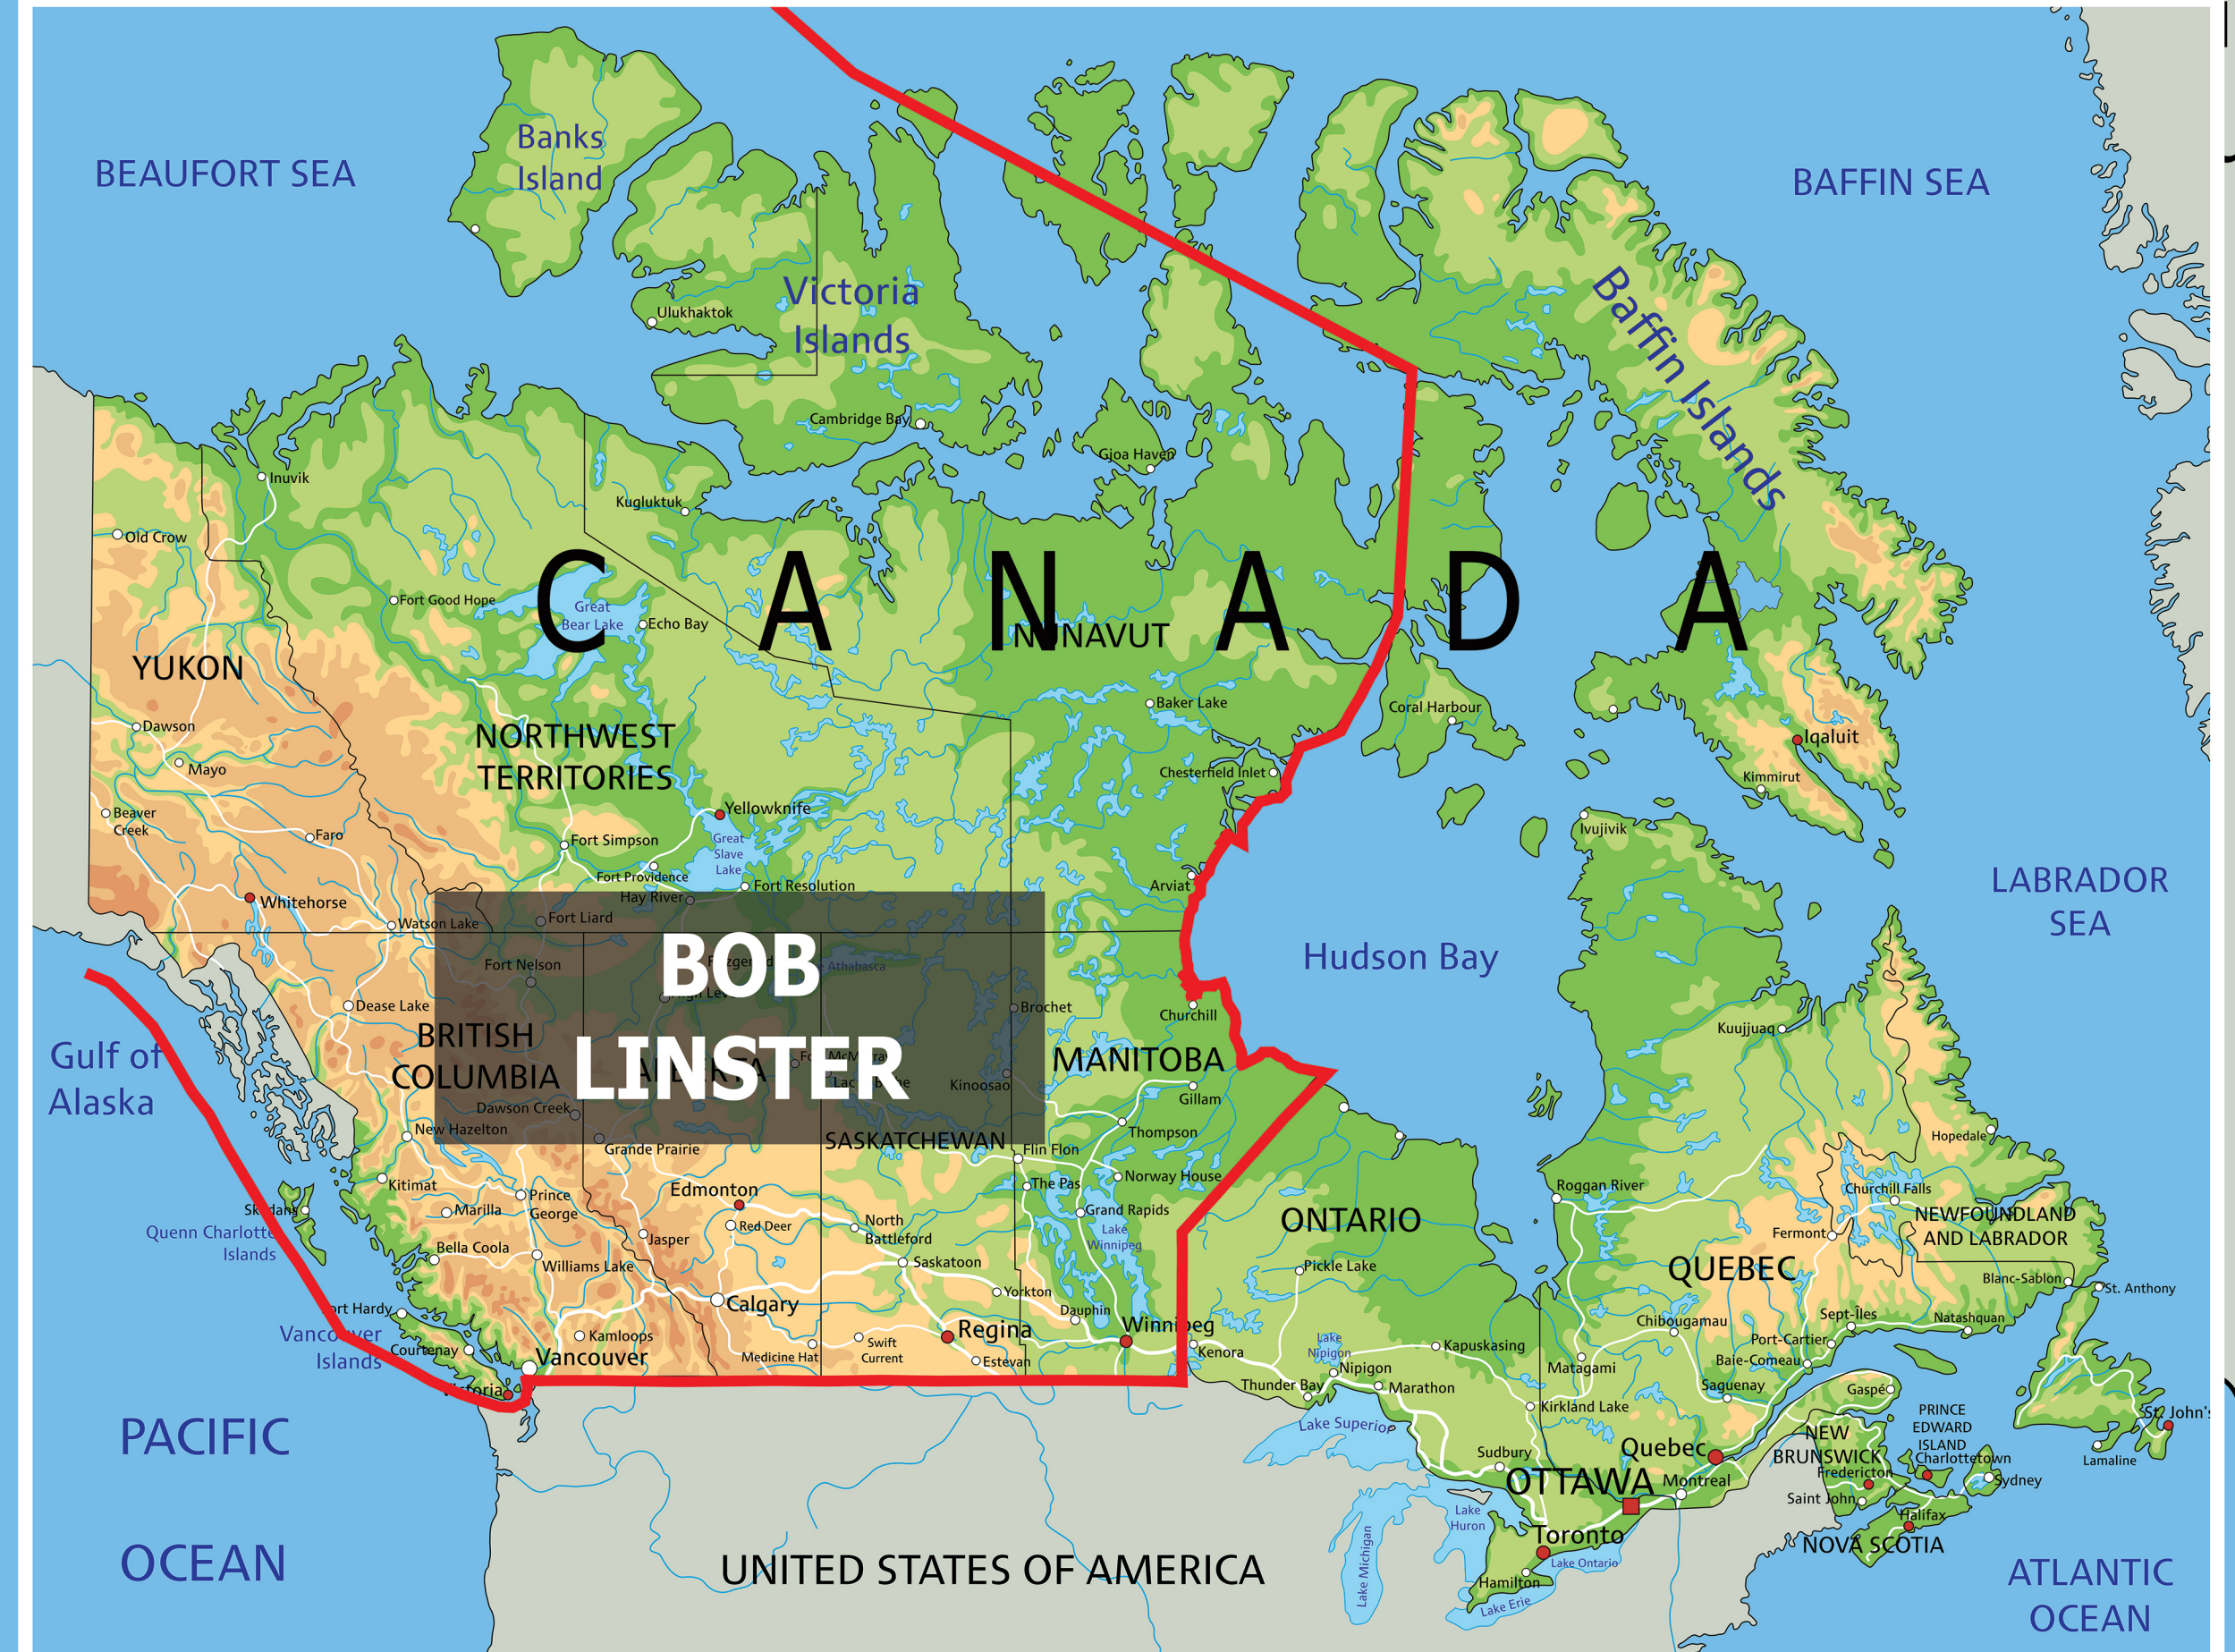 BEAUFORT SEA
Banks
Island
BAFFIN SEA
Victoria
Islands
Ulukhaktok
Baffin Islands
Cambridge Bay
Gjoa Haven
Inuvik
Kugluktuk
Old Crow
CANADA
Fort Good Hope
Great
Bear Lake
Echo Bay
NUNAVUT
YUKON
Baker Lake
Coral Harbour
Dawson
NORTHWEST
TERRITORIES
Iqaluit
Mayo
Chesterfield Inlet
Kimmirut
Beaver
Creek
Yellowknife
Faro
Fort Simpson
Great
Slave
Lake
Ivujivik
Fort Providence
Fort Resolution
Arviat
LABRADOR
SEA
Hay River
Whitehorse
Watson Lake
Fort Liard
BOB
LINSTER
Hudson Bay
Fort Nelson
Athabasca
Dease Lake
Brochet
Churchill
Kuujjuaq
BRITISH
COLUMBIA
Gulf of
Alaska
MANITOBA
Kinoosao
Gillam
Dawson Creek
New Hazelton
Thompson
Hopedale
Grande Prairie
SASKATCHEWAN
Flin Flon
Kitimat
Edmonton
The Pas
Norway House
Roggan River
Churchill Falls
Skidans
Prince
George
Marilla
Red Deer
North
Battleford
Grand Rapids
Lake
Winnipeg
ONTARIO
NEWFOUNDLAND
AND LABRADOR
Quenn Charlotte
Islands
Jasper
Fermont
Bella Coola
Williams Lake
Saskatoon
Pickle Lake
QUEBEC
Blanc-Sablon
St. Anthony
Yorkton
Calgary
Dauphin
Port Hardy
Sept-Îles
Natashquan
Chibougamau
Vancouver
Islands
Kamloops
Regina
Winnipeg
Port-Cartier
Courtenay
Vancouver
Medicine Hat
Swift
Current
Estevan
Kenora
Lake
Nipigon
Kapuskasing
Matagami
Baie-Comeau
Nipigon
Victoria
Thunder Bay
Marathon
Saguenay
Gaspé
Kirkland Lake
PACIFIC
OCEAN
Lake Superior
PRINCE
EDWARD
ISLAND
St. John's
NEW
BRUNSWICK
Quebec
Sudbury
Charlottetown
Lamaline
Fredericton
Sydney
OTTAWA
Montreal
Saint John
Halifax
Lake
Huron
Toronto
NOVA SCOTIA
Lake Michigan
Lake Ontario
UNITED STATES OF AMERICA
Hamilton
Lake Erie
ATLANTIC
OCEAN